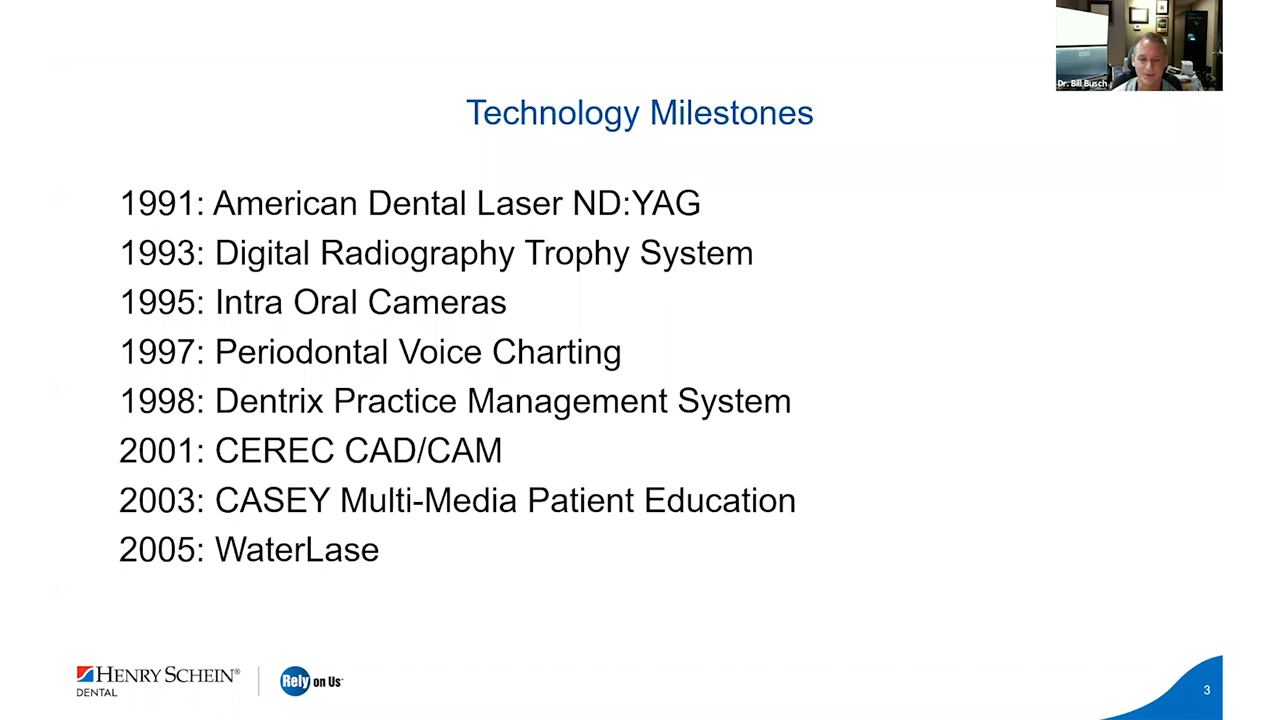 Dr. Bill Busch
Technology Milestones
1991: American Dental Laser ND:YAG
1993: Digital Radiography Trophy System
1995: Intra Oral Cameras
1997: Periodontal Voice Charting
1998: Dentrix Practice Management System
2001: CEREC CAD/CAM
2003: CASEY Multi-Media Patient Education
2005: WaterLase
HENRY SCHEIN®
DENTAL
Rely on Us
3